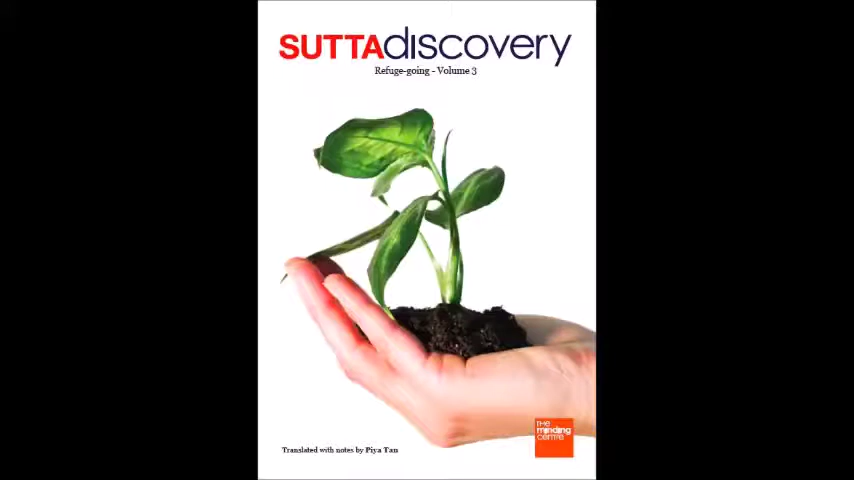 SUTTAdiscovery
Refuge-going - Volume 3
Translated with notes by Piya Tan
THE
minding
centre